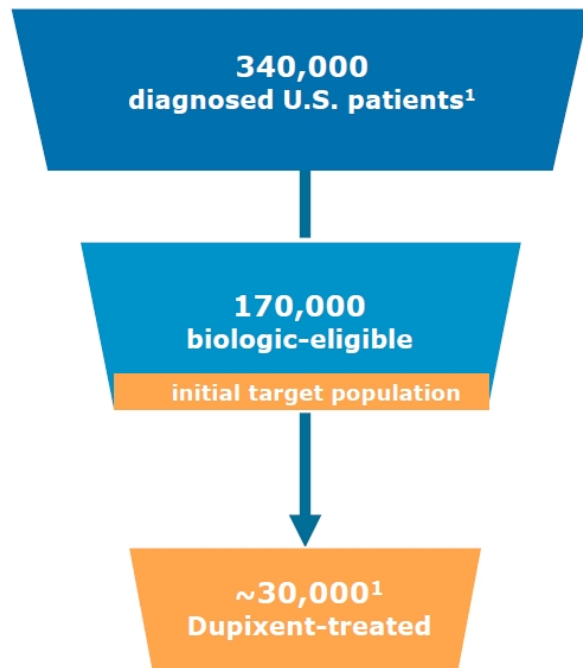 340,000
diagnosed U.S. patients¹
170,000
biologic-eligible
initial target population
~30,000¹
Dupixent-treated